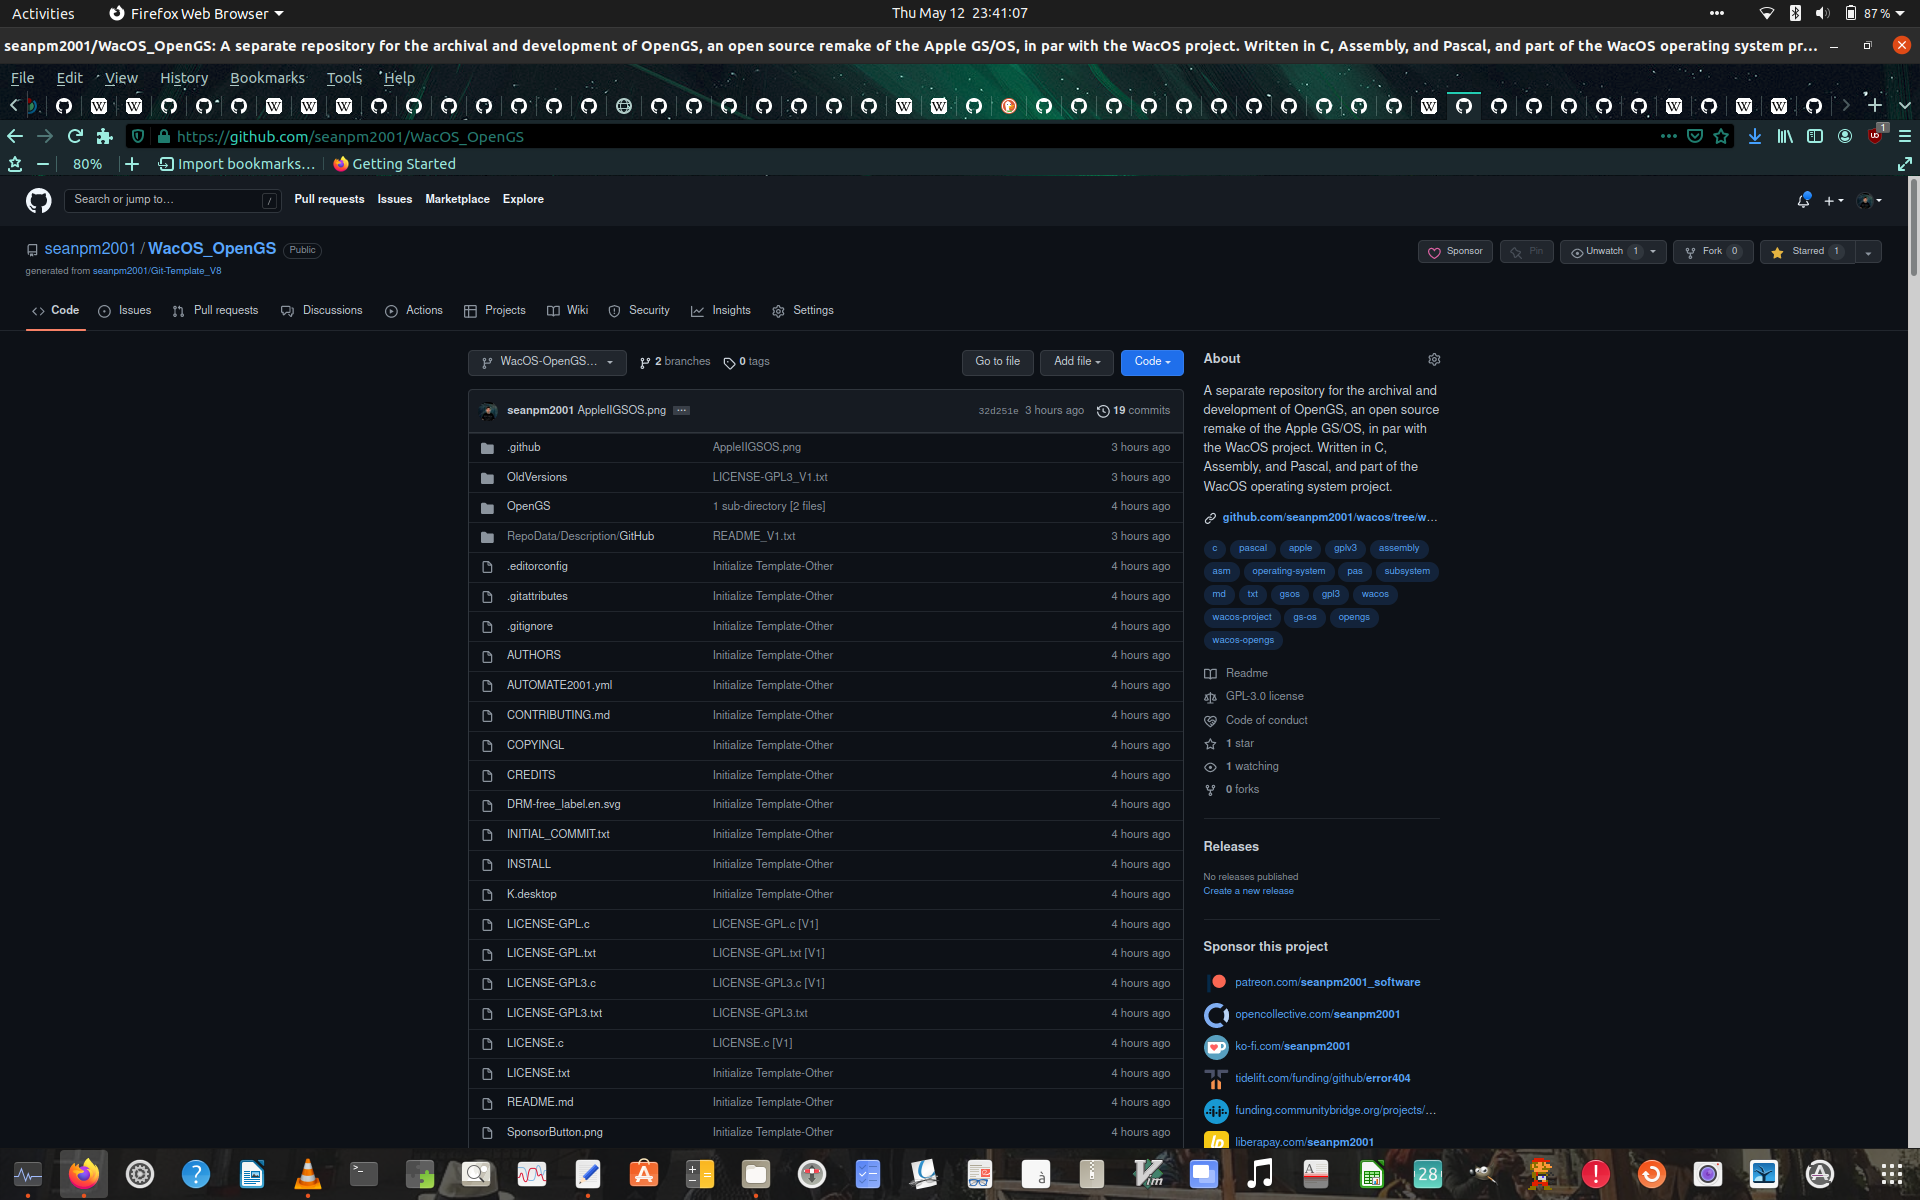 Activities
Firefox Web Browser
Thu May 12 23:41:07
87 %
seanpm2001/WacOS_OpenGS: A separate repository for the archival and development of OpenGS, an open source remake of the Apple GS/OS, in par with the WacOS project. Written in C, Assembly, and Pascal, and part of the WacOS operating system pr...
File Edit View History Bookmarks Tools Help
https://github.com/seanpm2001/WacOS_OpenGS
1
80%
Import bookmarks...
Getting Started
Search or jump to...
/
Pull requests Issues Marketplace Explore
seanpm2001 / WacOS_OpenGS Public
generated from seanpm2001/Git-Template_V8
Sponsor
Pin
Unwatch 1
Fork 0
Starred 1
Code
Issues
Pull requests
Discussions
Actions
Projects
Wiki
Security
Insights
Settings
WacOS-OpenGS...
2 branches
0 tags
Go to file
Add file
Code
seanpm2001 AppleIIGSOS.png ...
32d251e 3 hours ago 19 commits
.github AppleIIGSOS.png 3 hours ago
OldVersions LICENSE-GPL3_V1.txt 3 hours ago
OpenGS 1 sub-directory [2 files] 4 hours ago
RepoData/Description/GitHub README_V1.txt 3 hours ago
.editorconfig Initialize Template-Other 4 hours ago
.gitattributes Initialize Template-Other 4 hours ago
.gitignore Initialize Template-Other 4 hours ago
AUTHORS Initialize Template-Other 4 hours ago
AUTOMATE2001.yml Initialize Template-Other 4 hours ago
CONTRIBUTING.md Initialize Template-Other 4 hours ago
COPYINGL Initialize Template-Other 4 hours ago
CREDITS Initialize Template-Other 4 hours ago
DRM-free_label.en.svg Initialize Template-Other 4 hours ago
INITIAL_COMMIT.txt Initialize Template-Other 4 hours ago
INSTALL Initialize Template-Other 4 hours ago
K.desktop Initialize Template-Other 4 hours ago
LICENSE-GPL.c LICENSE-GPL.c [V1] 4 hours ago
LICENSE-GPL.txt LICENSE-GPL.txt [V1] 4 hours ago
LICENSE-GPL3.c LICENSE-GPL3.c [V1] 4 hours ago
LICENSE-GPL3.txt LICENSE-GPL3.txt 4 hours ago
LICENSE.c LICENSE.c [V1] 4 hours ago
LICENSE.txt Initialize Template-Other 4 hours ago
README.md Initialize Template-Other 4 hours ago
SponsorButton.png Initialize Template-Other 4 hours ago
About
A separate repository for the archival and
development of OpenGS, an open source
remake of the Apple GS/OS, in par with
the WacOS project. Written in C,
Assembly, and Pascal, and part of the
WacOS operating system project.
github.com/seanpm2001/wacos/tree/w...
c pascal apple gplv3 assembly
asm operating-system pas subsystem
md txt gsos gpl3 wacos
wacos-project gs-os opengs
wacos-opengs
Readme
GPL-3.0 license
Code of conduct
1 star
1 watching
0 forks
Releases
No releases published
Create a new release
Sponsor this project
patreon.com/seanpm2001_software
opencollective.com/seanpm2001
ko-fi.com/seanpm2001
tidelift.com/funding/github/error404
funding.communitybridge.org/projects/...
liberapay.com/seanpm2001
28